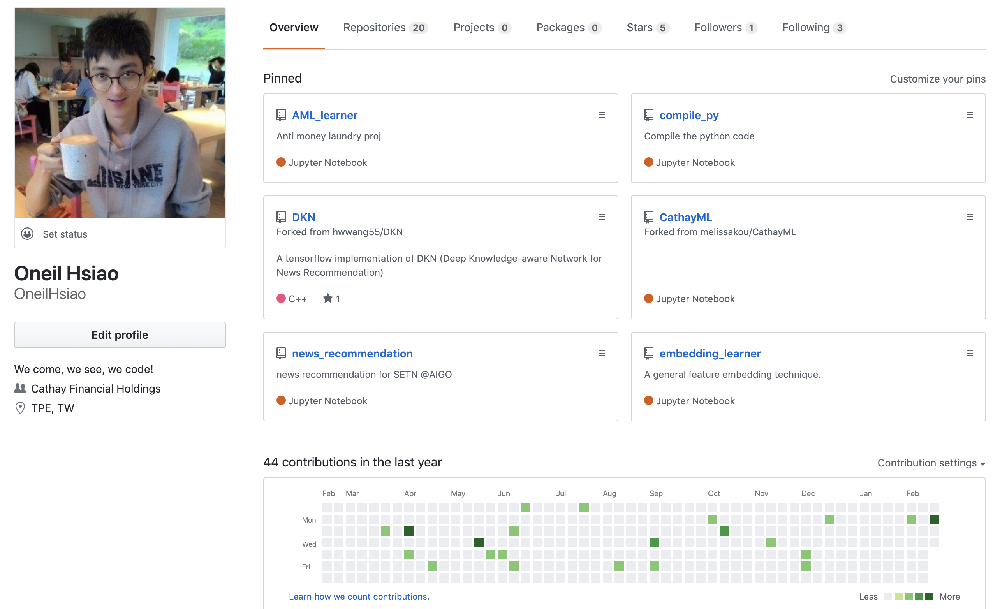 Overview Repositories 20 Projects 0 Packages 0 Stars 5 Followers 1 Following 3
NEW YORK CITY
Set status
Oneil Hsiao
OneilHsiao
Edit profile
We come, we see, we code!
Cathay Financial Holdings
TPE, TW
Pinned
Customize your pins
AML_learner
Anti money laundry proj
Jupyter Notebook
compile_py
Compile the python code
Jupyter Notebook
DKN
Forked from hwwang55/DKN
A tensorflow implementation of DKN (Deep Knowledge-aware Network for
News Recommendation)
C++ 1
CathayML
Forked from melissakou/CathayML
Jupyter Notebook
news_recommendation
news recommendation for SETN @AIGO
Jupyter Notebook
embedding_learner
A general feature embedding technique.
Jupyter Notebook
44 contributions in the last year
Contribution settings
Feb Mar Apr May Jun Jul Aug Sep Oct Nov Dec Jan Feb
Mon
Wed
Fri
Learn how we count contributions.
Less More